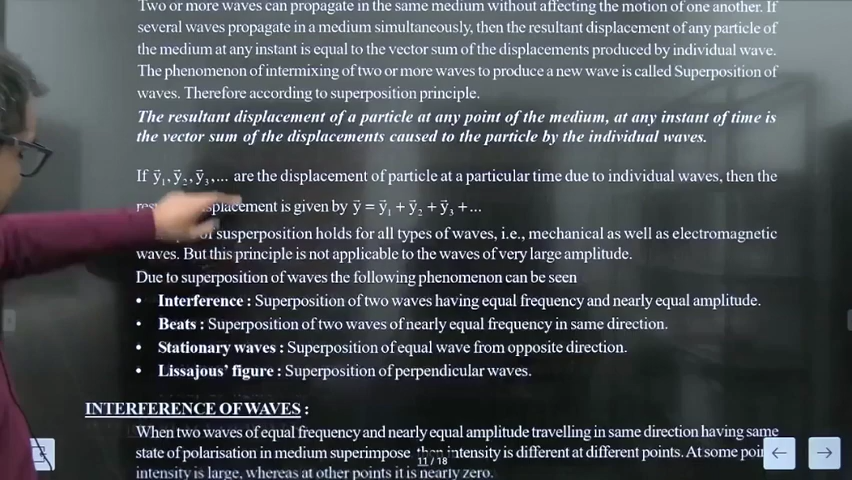 Two or more waves can propagate in the same medium without affecting the motion of one another. If
several waves propagate in a medium simultaneously, then the resultant displacement of any particle of
the medium at any instant is equal to the vector sum of the displacements produced by individual wave.
The phenomenon of intermixing of two or more waves to produce a new wave is called Superposition of
waves. Therefore according to superposition principle.
The resultant displacement of a particle at any point of the medium, at any instant of time is
the vector sum of the displacements caused to the particle by the individual waves.
If y⃗₁, y⃗₂, y⃗₃,... are the displacement of particle at a particular time due to individual waves, then the
displacement is given by y⃗ = y⃗₁ + y⃗₂ + y⃗₃ + ...
of susperposition holds for all types of waves, i.e., mechanical as well as electromagnetic
waves. But this principle is not applicable to the waves of very large amplitude.
Due to superposition of waves the following phenomenon can be seen
• Interference : Superposition of two waves having equal frequency and nearly equal amplitude.
• Beats : Superposition of two waves of nearly equal frequency in same direction.
• Stationary waves : Superposition of equal wave from opposite direction.
• Lissajous' figure : Superposition of perpendicular waves.
INTERFERENCE OF WAVES :
When two waves of equal frequency and nearly equal amplitude travelling in same direction having same
state of polarisation in medium superimpose, then intensity is different at different points. At some
intensity is large, whereas at other points it is nearly zero.
11 / 18